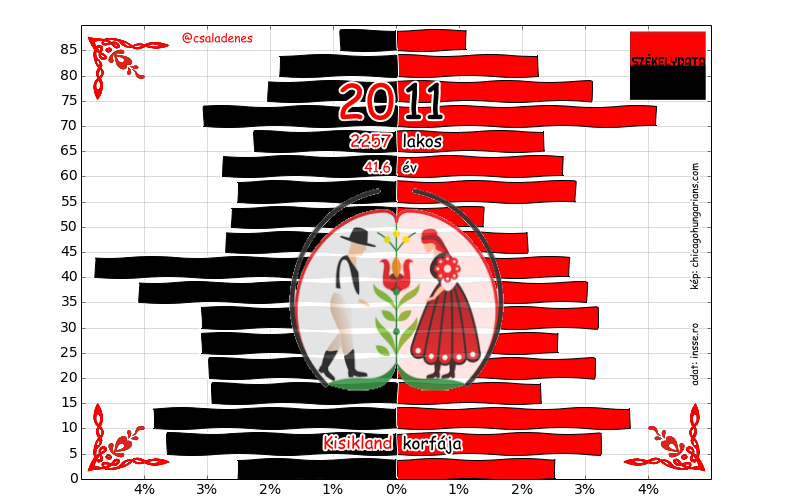 @csaladenes
SZÉKELYDATA
2011
2257 lakos
41.6 év
kép: chicagohungarians.com
adat: insse.ro
Kisikland korfája
85
80
75
70
65
60
55
50
45
40
35
30
25
20
15
10
5
0
4% 3% 2% 1% 0% 1% 2% 3% 4%